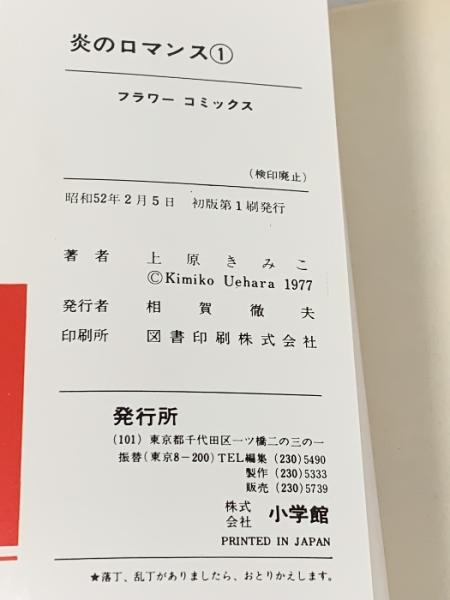 炎のロマンス①
フラワー コミックス
(検印廃止)
昭和52年2月5日 初版第1刷発行
著者 上原きみこ
©Kimiko Uehara 1977
発行者 相賀徹夫
印刷所 図書印刷株式会社
発行所
(101) 東京都千代田区一ツ橋二の三の一
振替(東京8-200)TEL編集(230)5490
製作(230)5333
販売(230)5739
株式会社 小学館
PRINTED IN JAPAN
★落丁、乱丁がありましたら、おとりかえします。